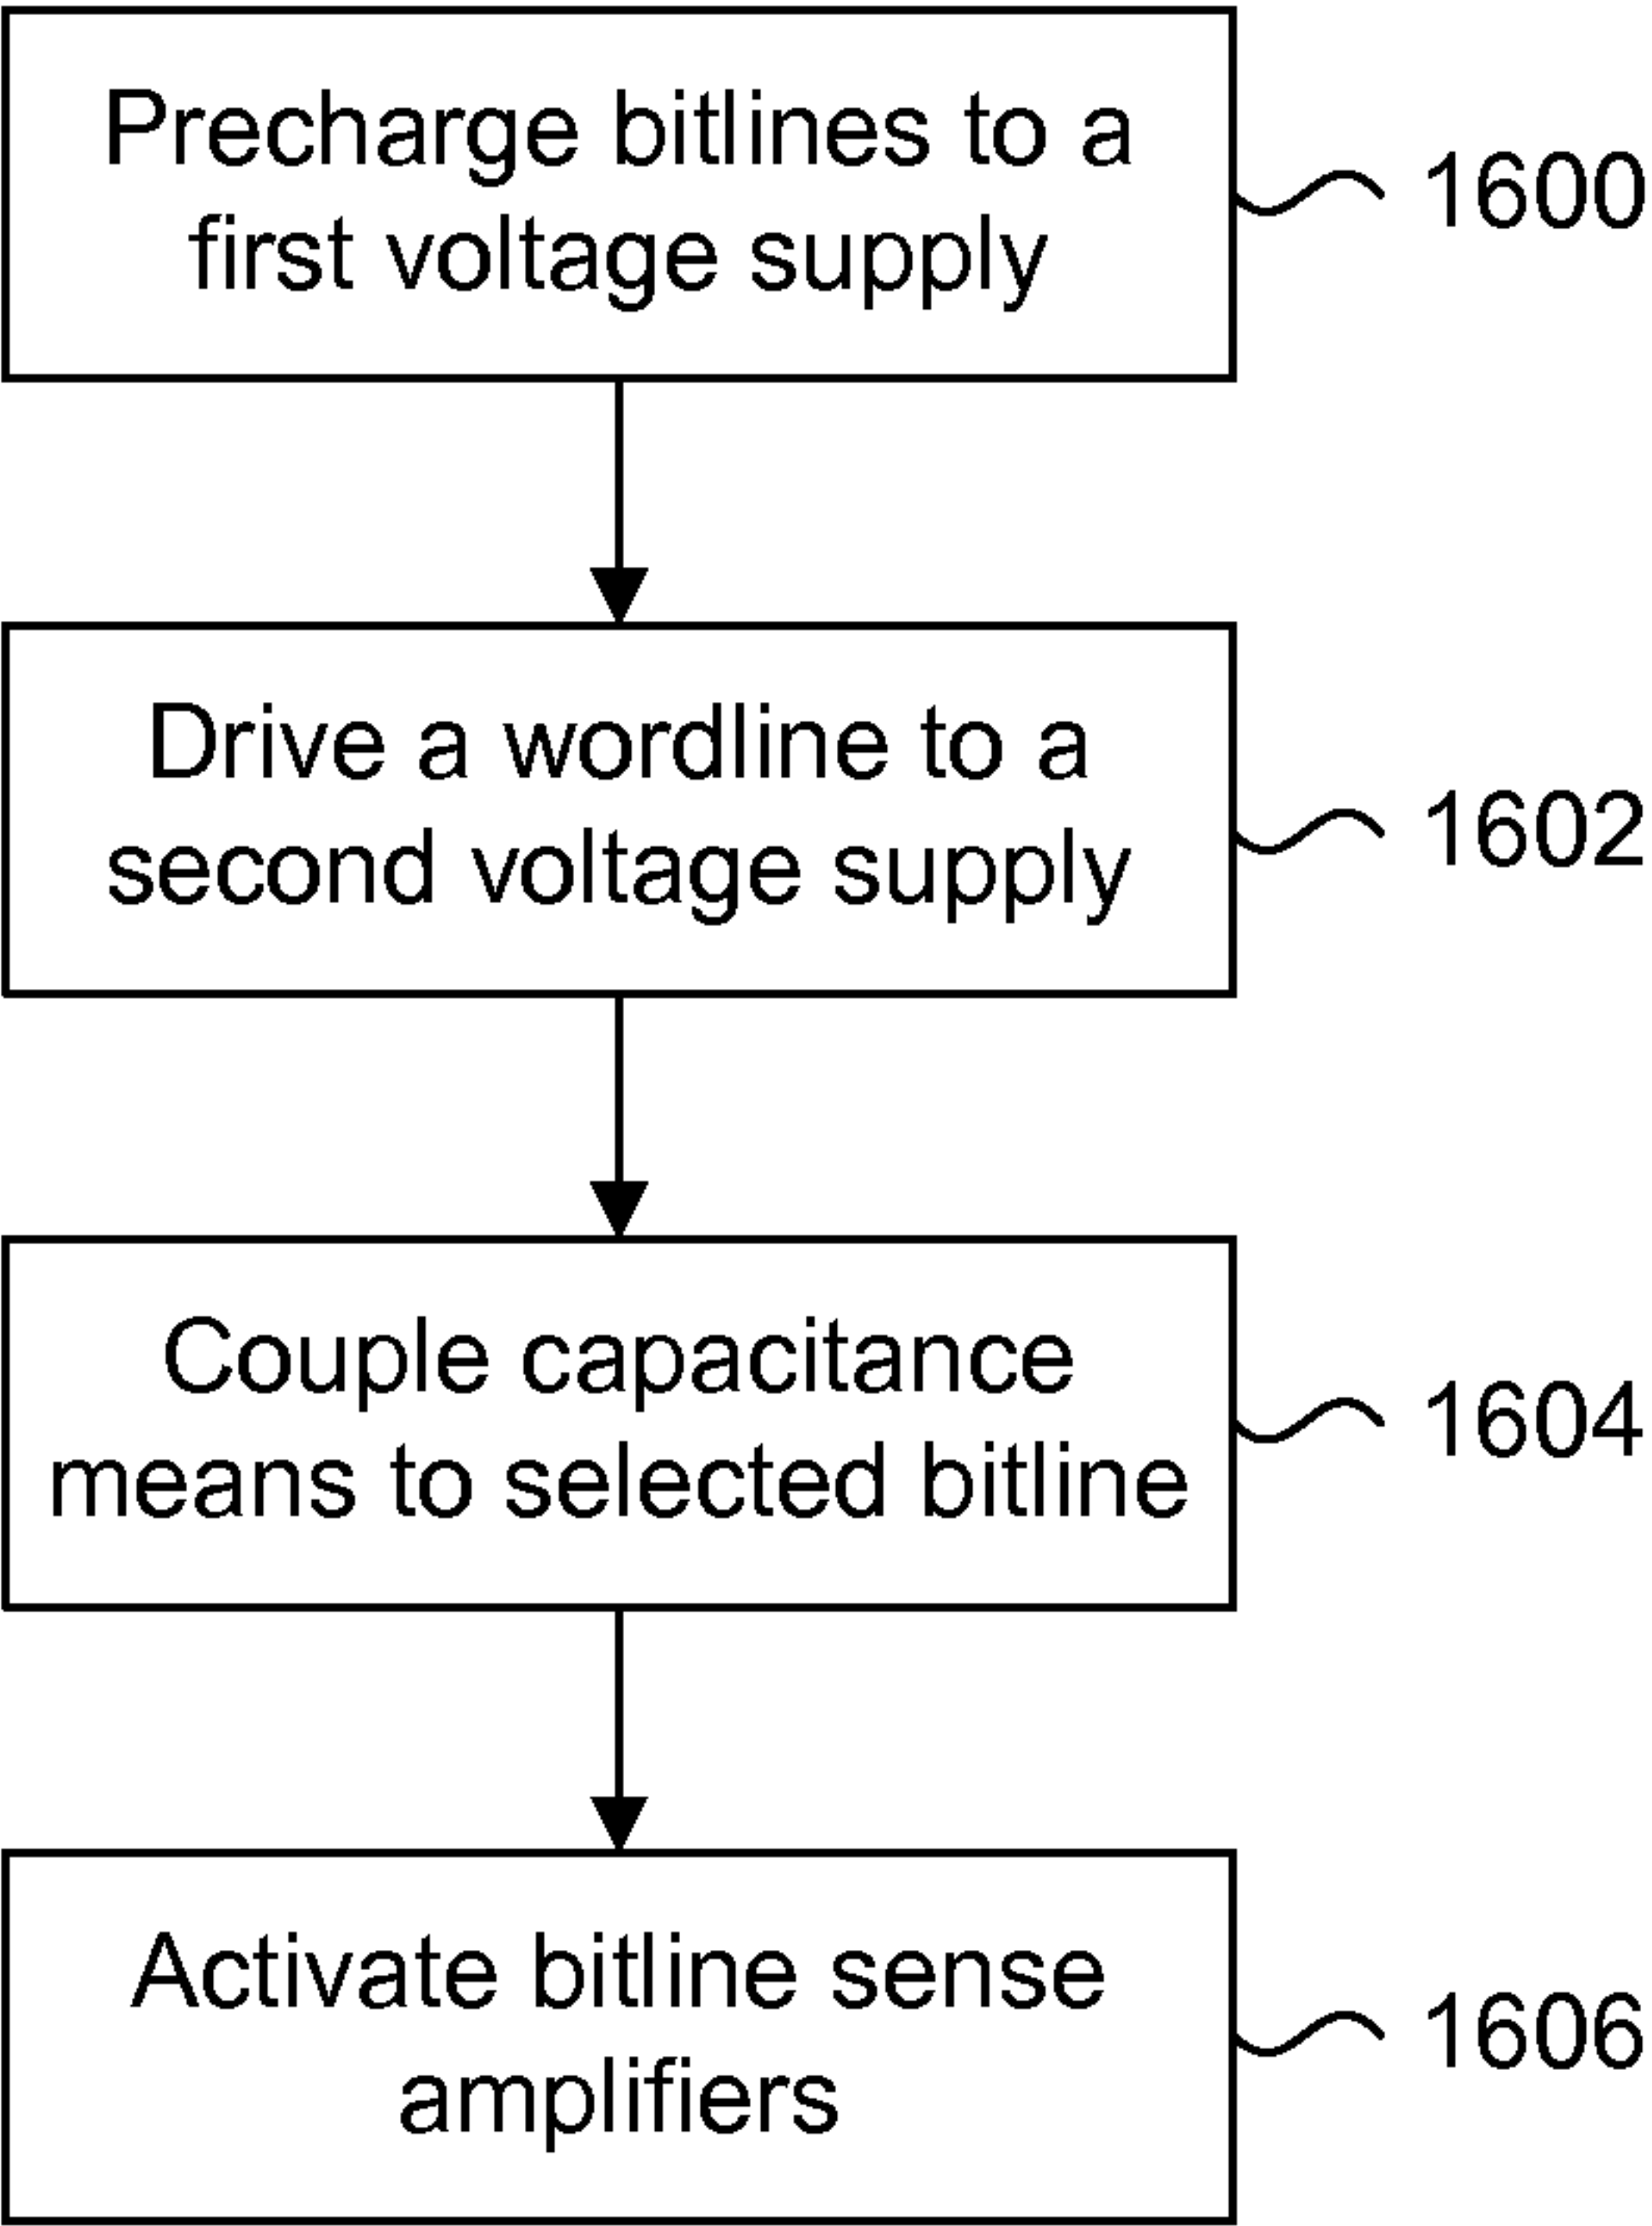 Precharge bitlines to a
first voltage supply
1600
Drive a wordline to a
second voltage supply
1602
Couple capacitance
means to selected bitline
1604
Activate bitline sense
amplifiers
1606